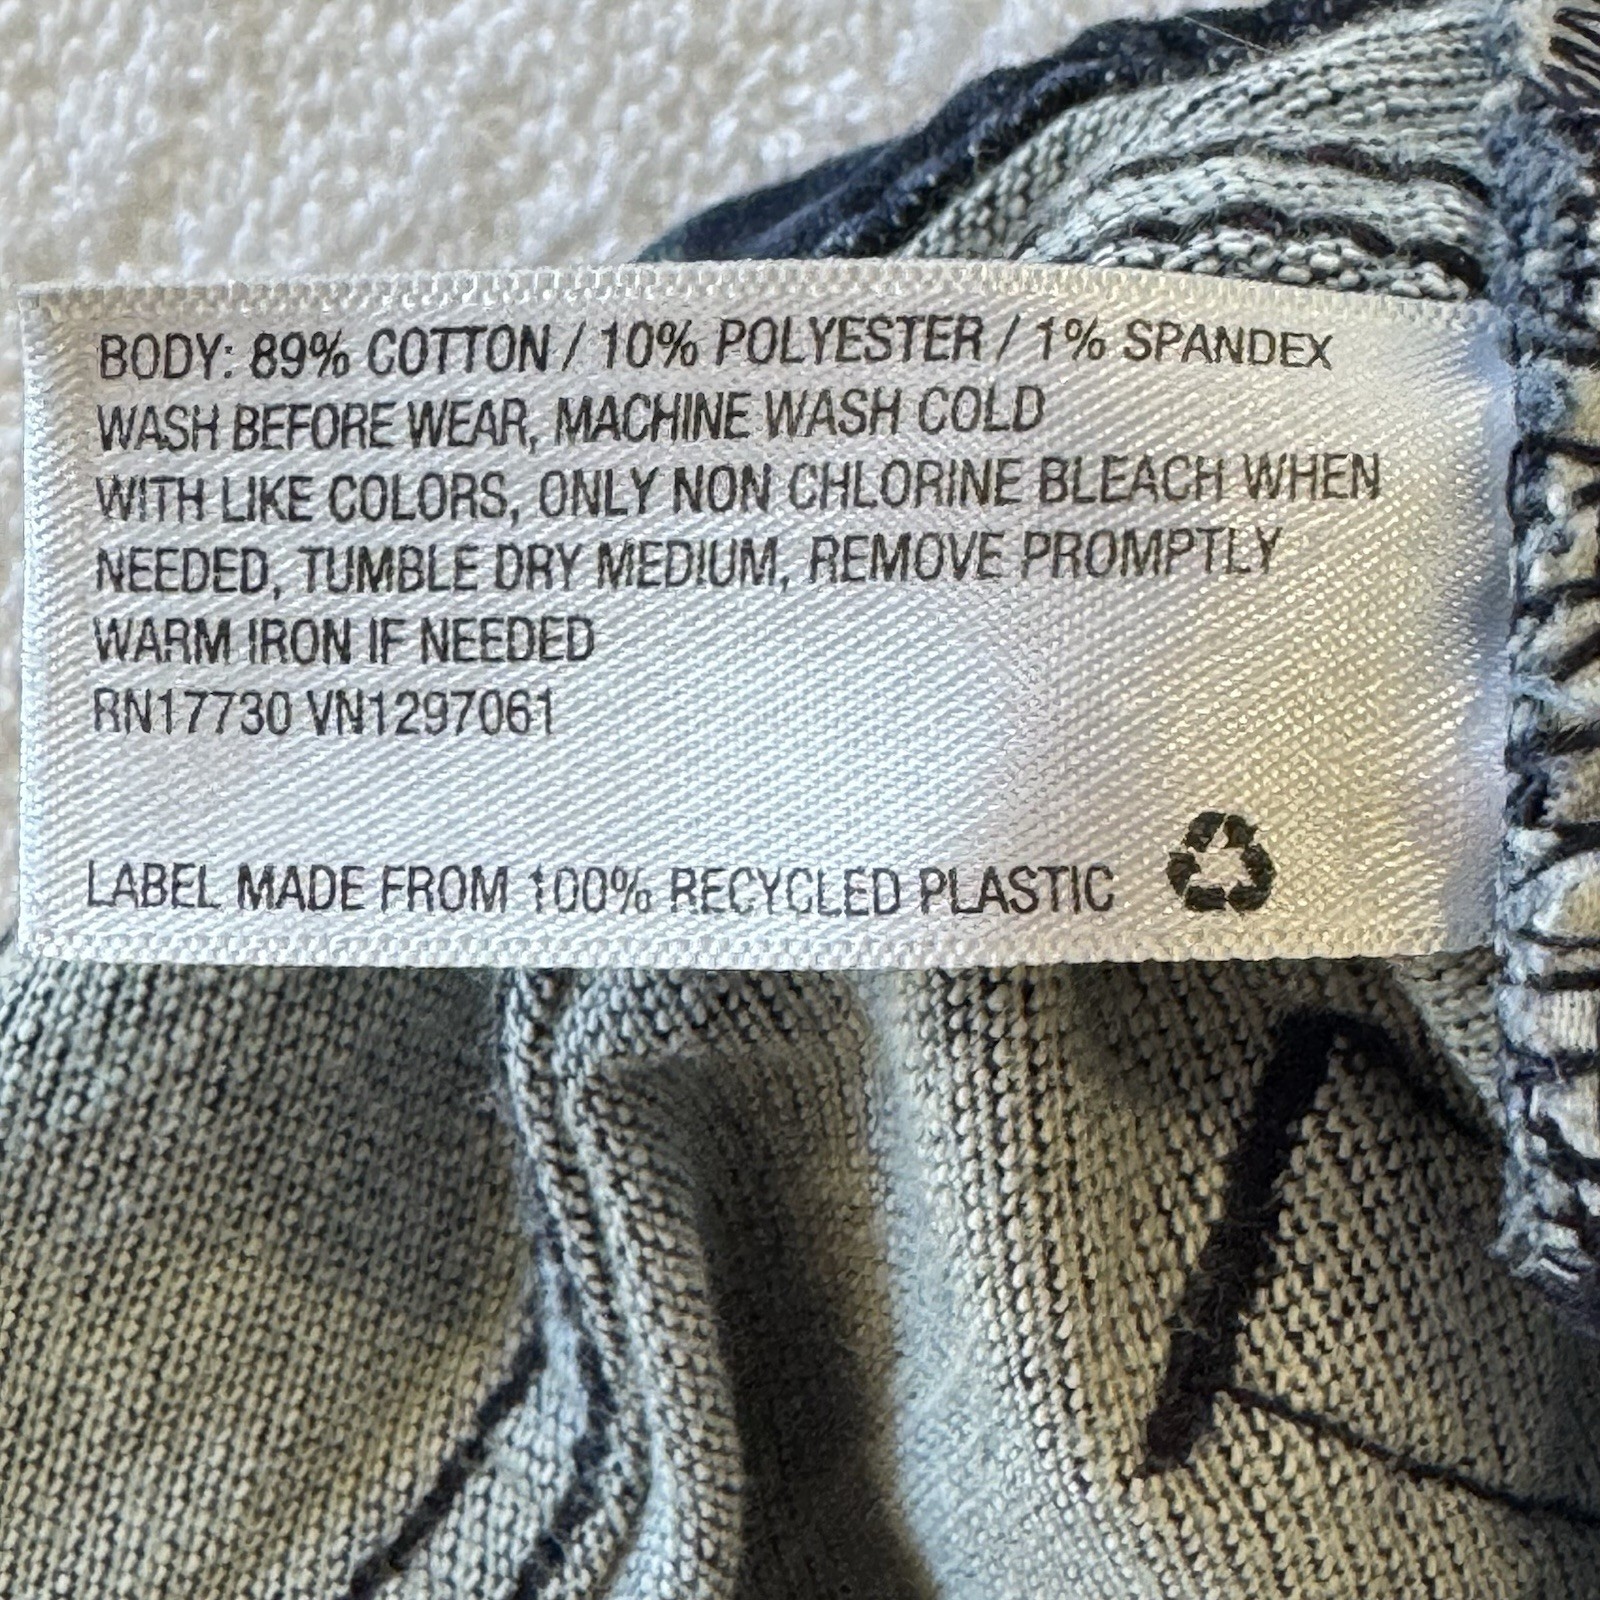 BODY: 89% COTTON / 10% POLYESTER / 1% SPANDEX
WASH BEFORE WEAR, MACHINE WASH COLD
WITH LIKE COLORS, ONLY NON CHLORINE BLEACH WHEN
NEEDED, TUMBLE DRY MEDIUM, REMOVE PROMPTLY
WARM IRON IF NEEDED
RN17730 VN1297061
LABEL MADE FROM 100% RECYCLED PLASTIC